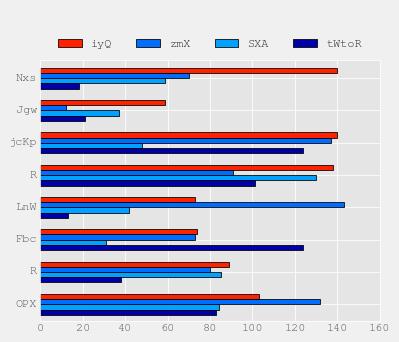 iyQ zmX SXA tWtoR
Nxs
Jgw
jcKp
R
LnW
Fbc
R
OPX
0 20 40 60 80 100 120 140 160